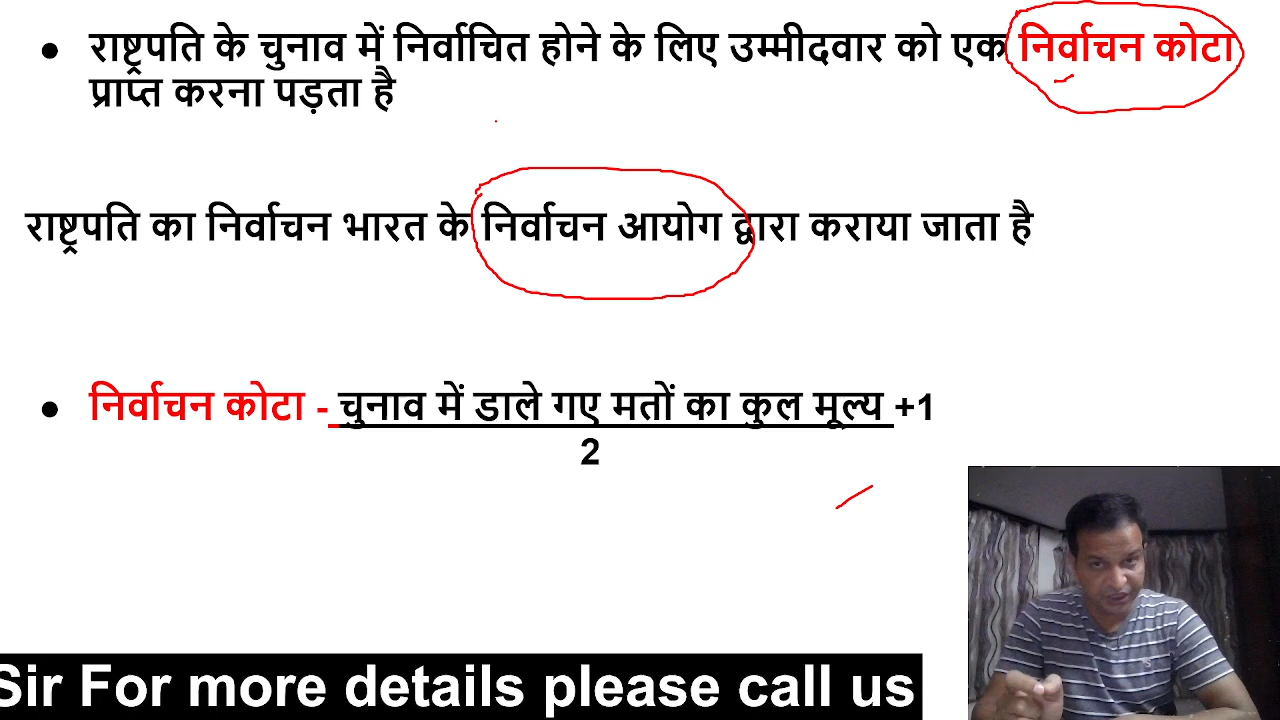 ● राष्ट्रपति के चुनाव में निर्वाचित होने के लिए उम्मीदवार को एक निर्वाचन कोटा
प्राप्त करना पड़ता है
राष्ट्रपति का निर्वाचन भारत के निर्वाचन आयोग द्वारा कराया जाता है
● निर्वाचन कोटा - चुनाव में डाले गए मतों का कुल मूल्य +1
2
Sir For more details please call us